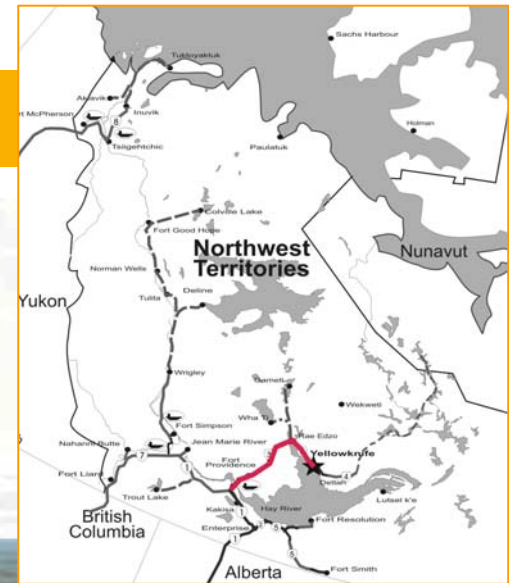 Sachs Harbour
Tuktoyaktuk
Aklavik
Inuvik
McPherson
8
Holman
Tsiigehtchic
Paulatuk
Colville Lake
Fort Good Hope
Northwest
Territories
Nunavut
Norman Wells
Deline
Yukon
Tulita
Wrigley
Gameti
Wekweti
Wha Ti
Fort Simpson
Rae Edzo
Nahanni Butte
Jean Marie River
Yellowknife
7
Fort
Providence
3
1
4
Fort Liard
Dettah
Trout Lake
Lutsel k'e
Kakisa
Hay River
British
Columbia
1
Enterprise
5
Fort Resolution
1
5
Fort Smith
Alberta